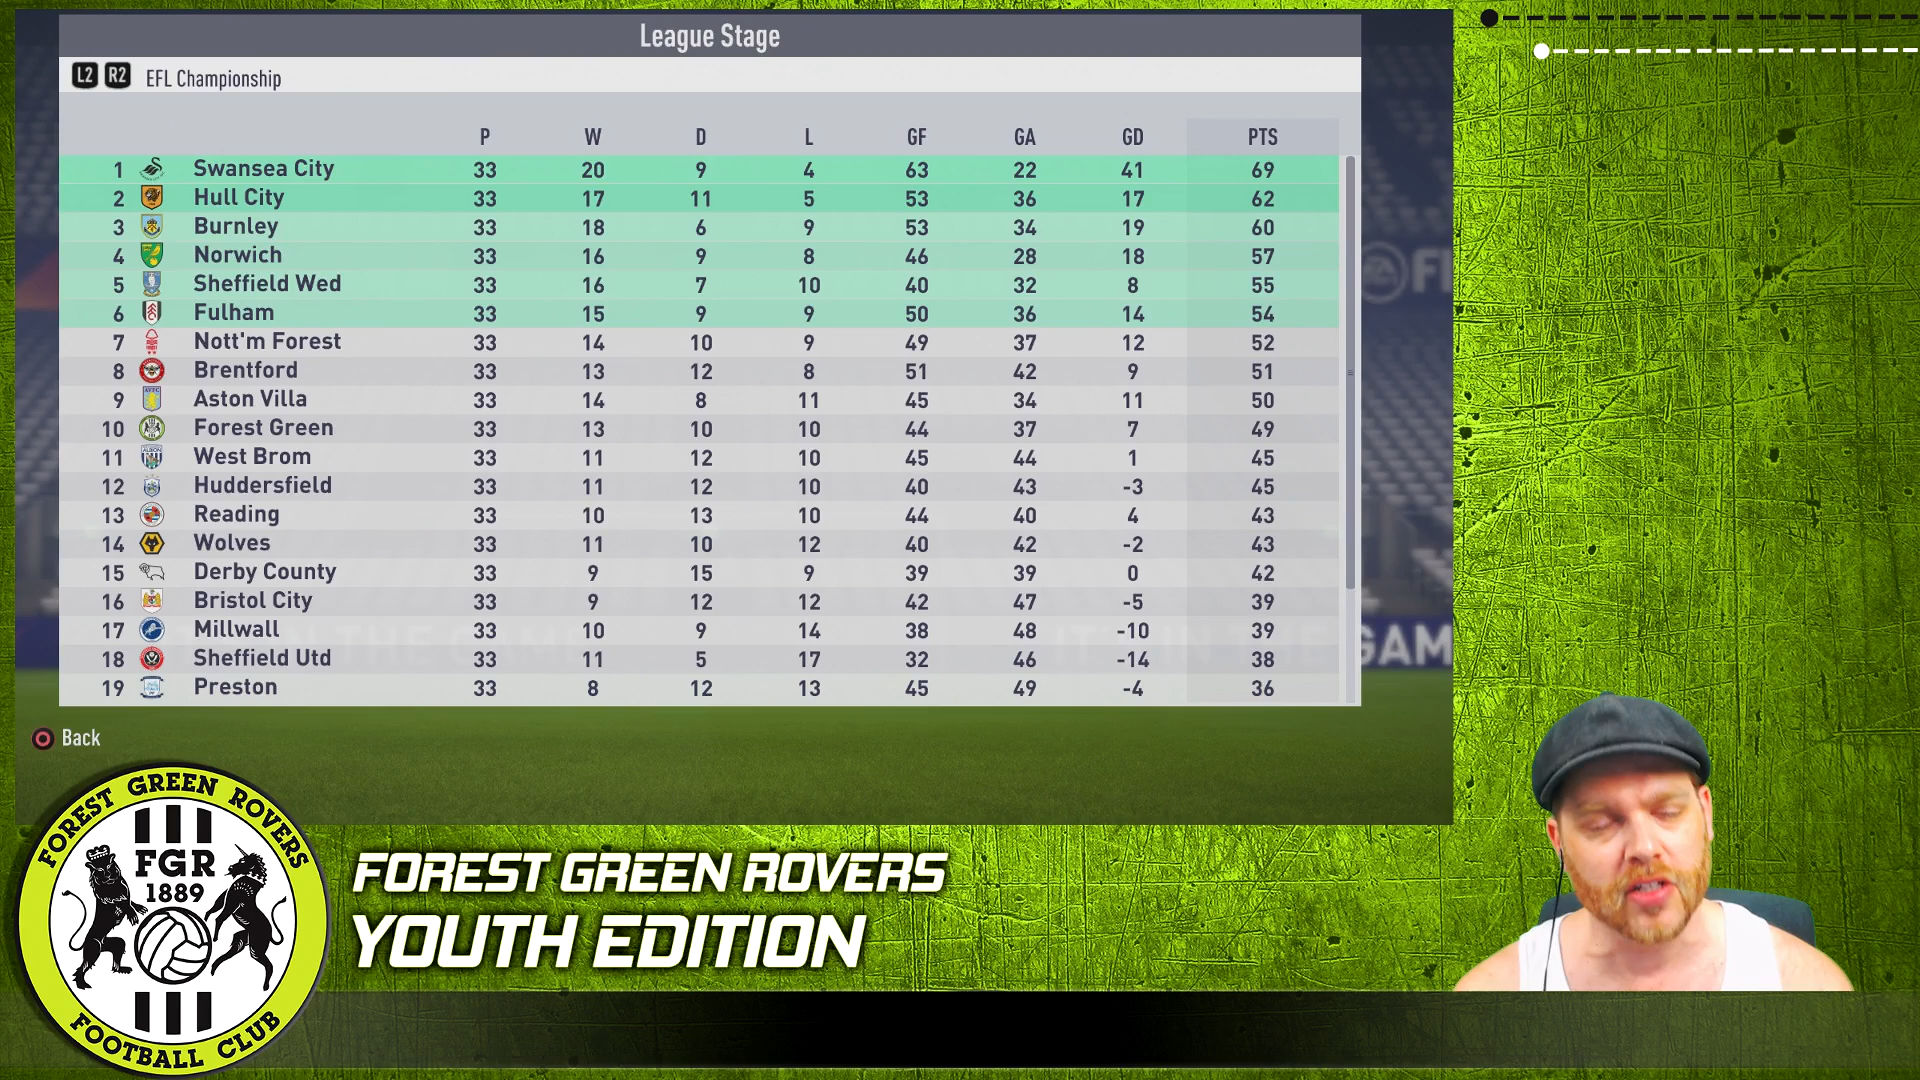 League Stage
L2 R2 EFL Championship
P W D L GF GA GD PTS
1 Swansea City 33 20 9 4 63 22 41 69
2 Hull City 33 17 11 5 53 36 17 62
3 Burnley 33 18 6 9 53 34 19 60
4 Norwich 33 16 9 8 46 28 18 57
5 Sheffield Wed 33 16 7 10 40 32 8 55
6 Fulham 33 15 9 9 50 36 14 54
7 Nott'm Forest 33 14 10 9 49 37 12 52
8 Brentford 33 13 12 8 51 42 9 51
9 Aston Villa 33 14 8 11 45 34 11 50
10 Forest Green 33 13 10 10 44 37 7 49
11 West Brom 33 11 12 10 45 44 1 45
12 Huddersfield 33 11 12 10 40 43 -3 45
13 Reading 33 10 13 10 44 40 4 43
14 Wolves 33 11 10 12 40 42 -2 43
15 Derby County 33 9 15 9 39 39 0 42
16 Bristol City 33 9 12 12 42 47 -5 39
17 Millwall 33 10 9 14 38 48 -10 39
18 Sheffield Utd 33 11 5 17 32 46 -14 38
19 Preston 33 8 12 13 45 49 -4 36
Back
FOREST GREEN ROVERS
FGR
1889
FOOTBALL CLUB
FOREST GREEN ROVERS
YOUTH EDITION